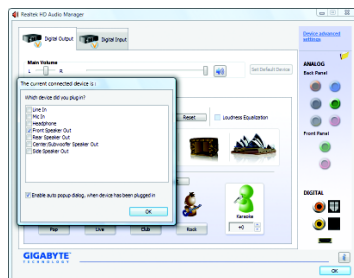 Realtek HD Audio Manager
Digital Output
Digital Input
Device advanced
settings
Main Volume
L
R
Set Default Device
ANALOG
Back Panel
The current connected device is :
Which device did you plug in?
Line In
Mic In
Headphone
Front Speaker Out
Rear Speaker Out
Center/Subwoofer Speaker Out
Side Speaker Out
Enable auto popup dialog, when device has been plugged in
OK
Reset
Loudness Equalization
Front Panel
Karaoke
+0
Pop
Live
Club
Rock
DIGITAL
GIGABYTE
TECHNOLOGY
OK